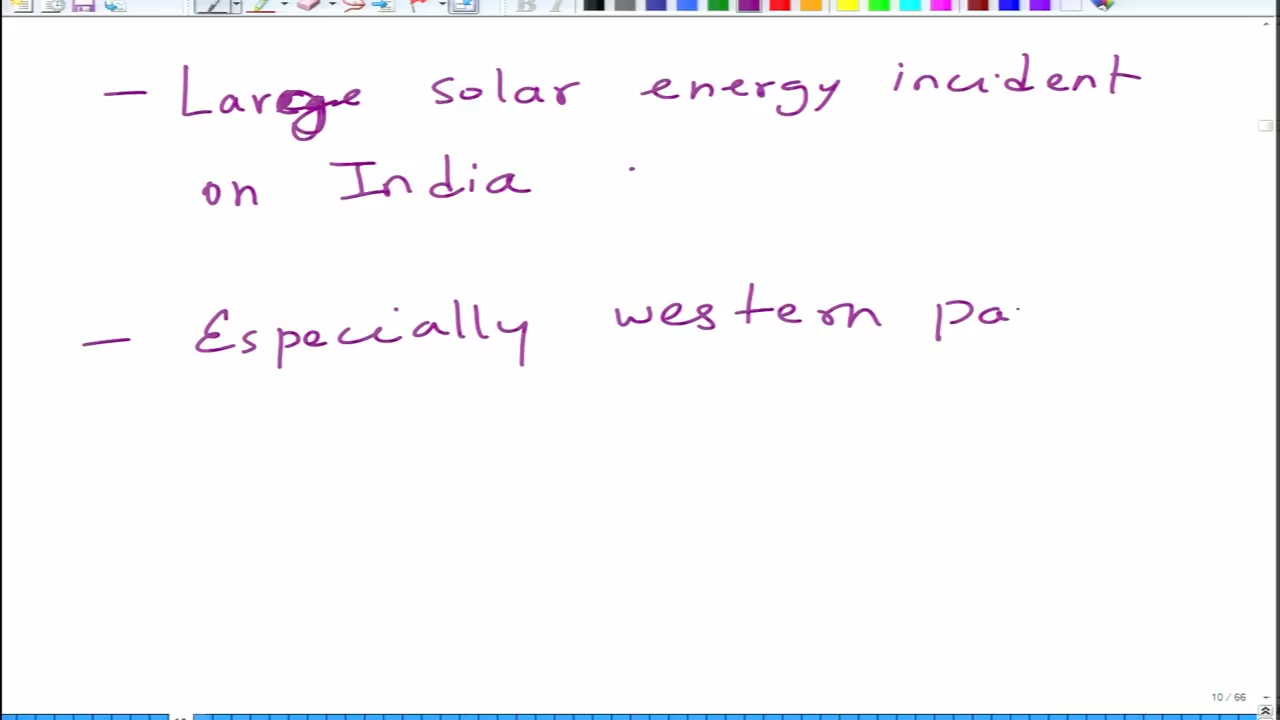 - Large solar energy incident
on India
- Especially western pa
10 / 66